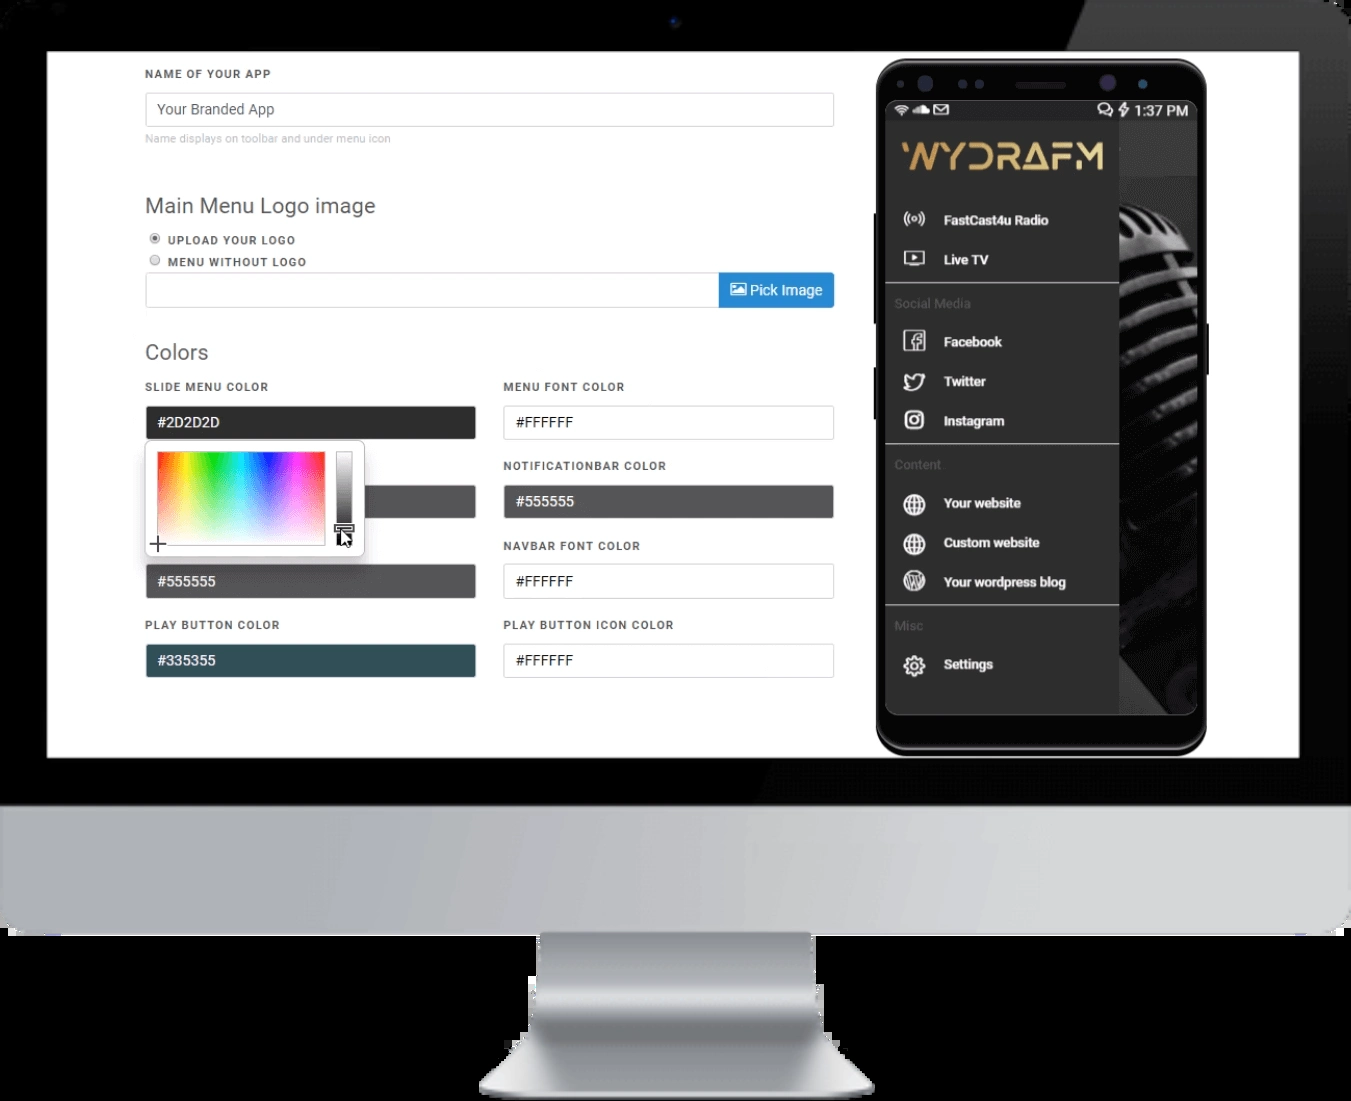 NAME OF YOUR APP
Your Branded App
Name displays on toolbar and under menu icon
Main Menu Logo image
UPLOAD YOUR LOGO
MENU WITHOUT LOGO
Pick Image
Colors
SLIDE MENU COLOR
MENU FONT COLOR
#2D2D2D
#FFFFFF
NOTIFICATIONBAR COLOR
#555555
NAVBAR FONT COLOR
#555555
#FFFFFF
PLAY BUTTON COLOR
PLAY BUTTON ICON COLOR
#335355
#FFFFFF
1:37 PM
WYDRAFM
FastCast4u Radio
Live TV
Social Media
Facebook
Twitter
Instagram
Content
Your website
Custom website
Your wordpress blog
Misc
Settings